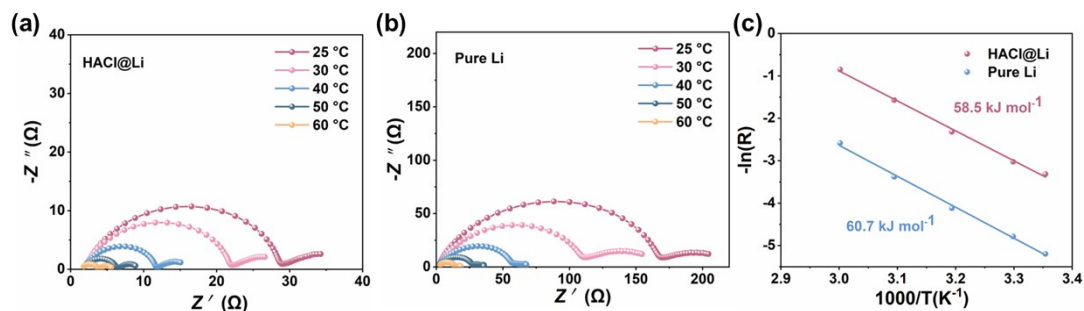 (a)
40
30
20
10
0
-Z″ (Ω)
0 10 20 30 40
Z′ (Ω)
HACl@Li
25 °C
30 °C
40 °C
50 °C
60 °C
(b)
200
150
100
50
0
-Z″ (Ω)
0 50 100 150 200
Z′ (Ω)
Pure Li
25 °C
30 °C
40 °C
50 °C
60 °C
(c)
-1
-2
-3
-4
-5
-ln(R)
2.9 3.0 3.1 3.2 3.3 3.4
1000/T(K⁻¹)
HACl@Li
Pure Li
58.5 kJ mol⁻¹
60.7 kJ mol⁻¹